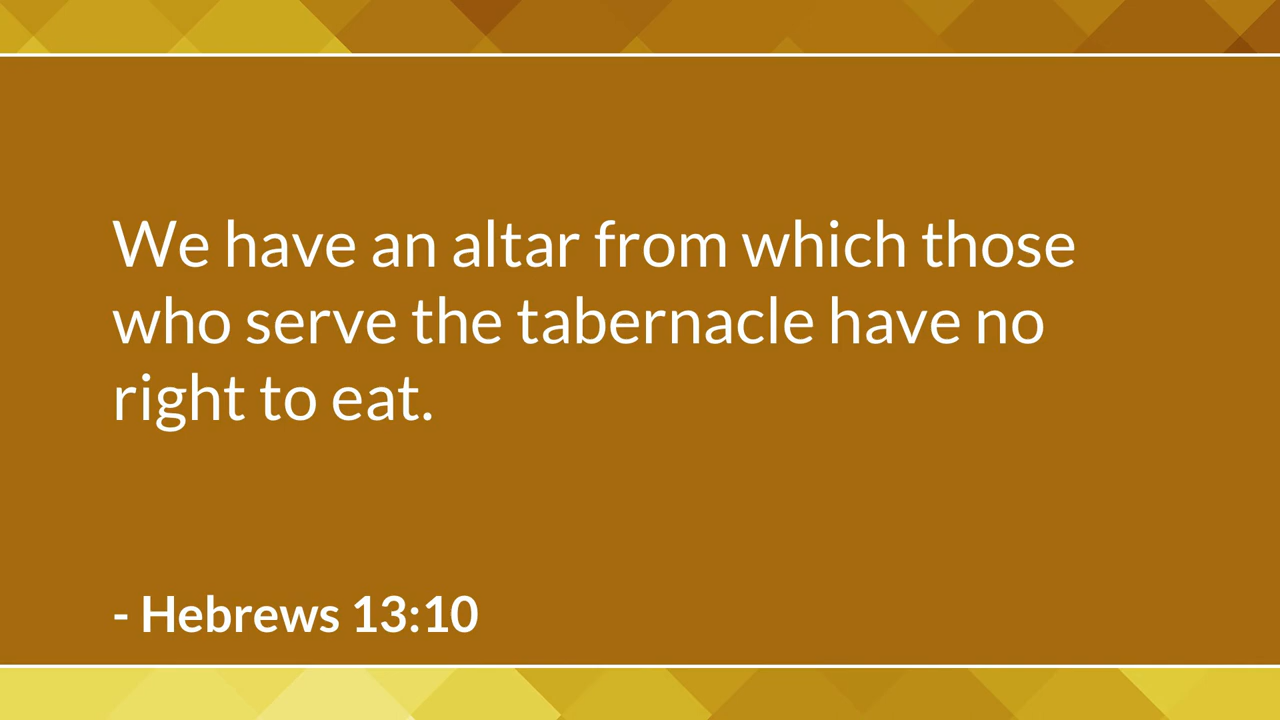 We have an altar from which those
who serve the tabernacle have no
right to eat.
- Hebrews 13:10